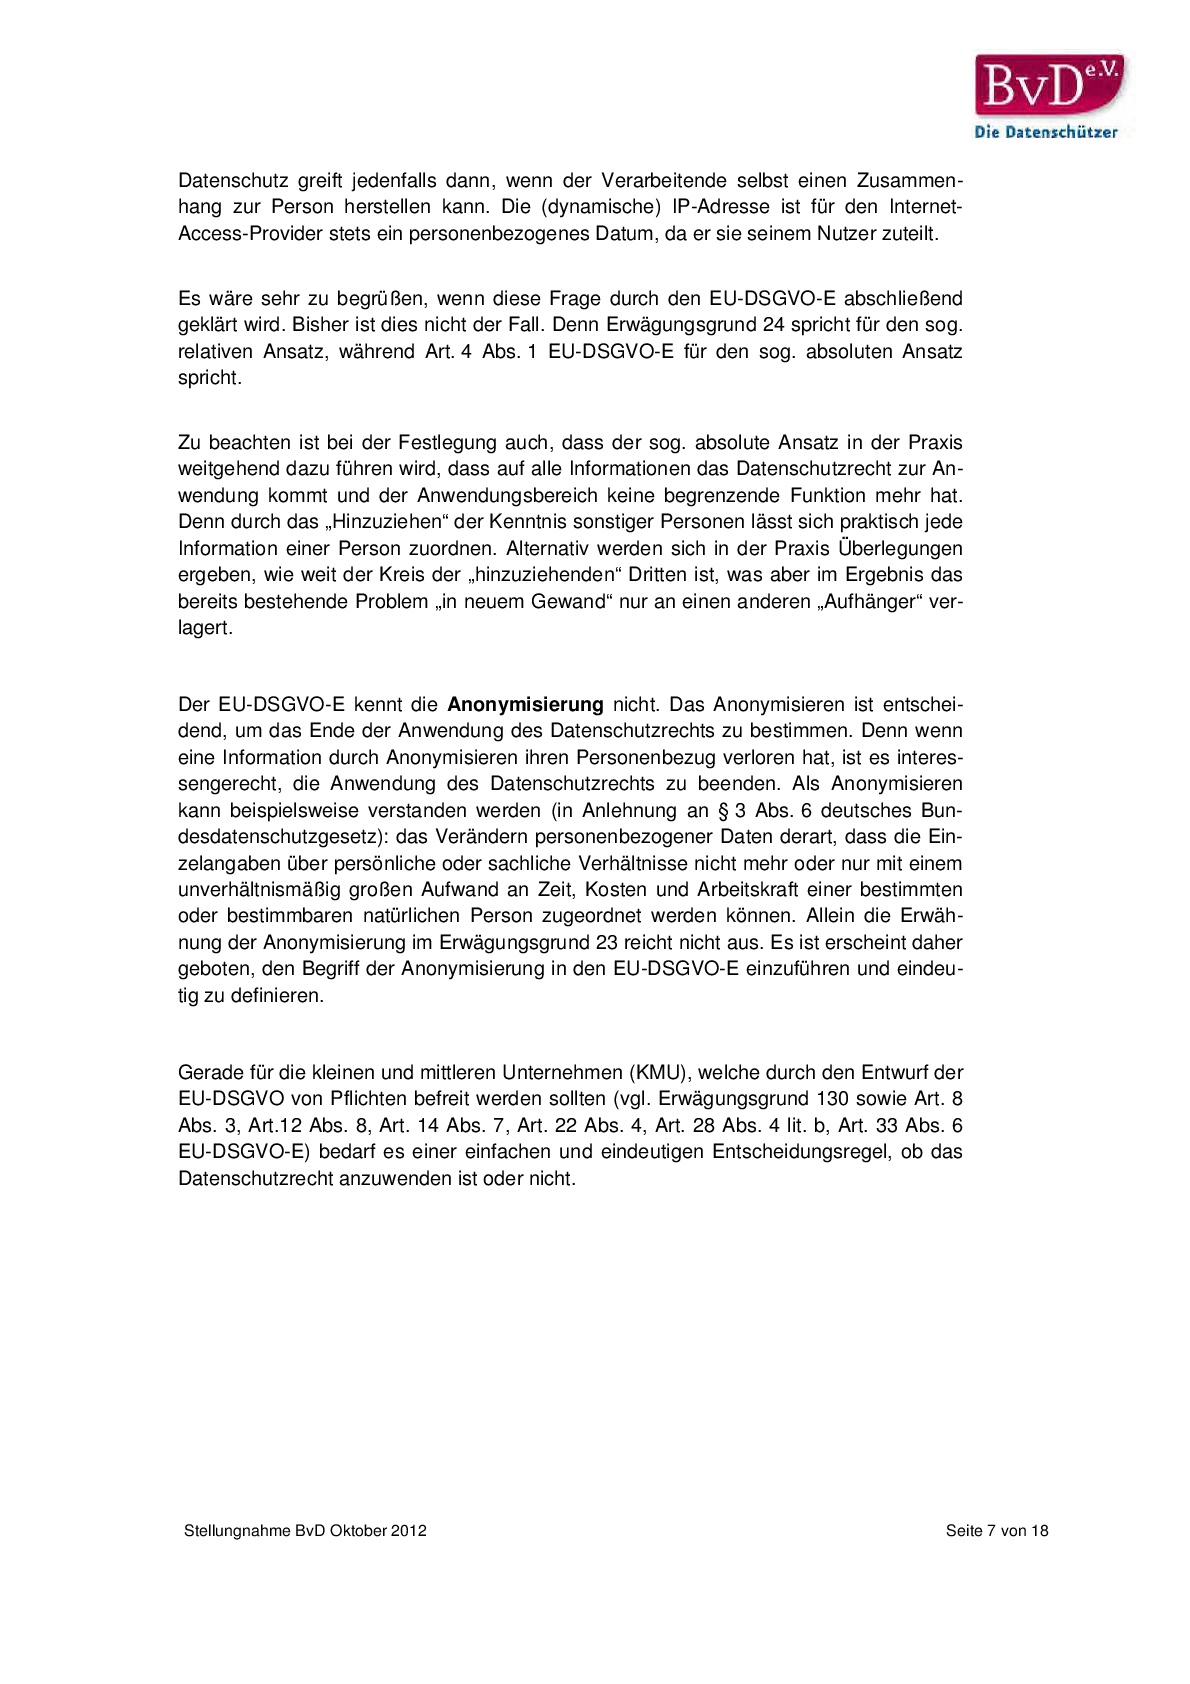 BvD e.V.
Die Datenschützer
Datenschutz greift jedenfalls dann, wenn der Verarbeitende selbst einen Zusammen-
hang zur Person herstellen kann. Die (dynamische) IP-Adresse ist für den Internet-
Access-Provider stets ein personenbezogenes Datum, da er sie seinem Nutzer zuteilt.
Es wäre sehr zu begrüßen, wenn diese Frage durch den EU-DSGVO-E abschließend
geklärt wird. Bisher ist dies nicht der Fall. Denn Erwägungsgrund 24 spricht für den sog.
relativen Ansatz, während Art. 4 Abs. 1 EU-DSGVO-E für den sog. absoluten Ansatz
spricht.
Zu beachten ist bei der Festlegung auch, dass der sog. absolute Ansatz in der Praxis
weitgehend dazu führen wird, dass auf alle Informationen das Datenschutzrecht zur An-
wendung kommt und der Anwendungsbereich keine begrenzende Funktion mehr hat.
Denn durch das „Hinzuziehen“ der Kenntnis sonstiger Personen lässt sich praktisch jede
Information einer Person zuordnen. Alternativ werden sich in der Praxis Überlegungen
ergeben, wie weit der Kreis der „hinzuziehenden“ Dritten ist, was aber im Ergebnis das
bereits bestehende Problem „in neuem Gewand“ nur an einen anderen „Aufhänger“ ver-
lagert.
Der EU-DSGVO-E kennt die Anonymisierung nicht. Das Anonymisieren ist entschei-
dend, um das Ende der Anwendung des Datenschutzrechts zu bestimmen. Denn wenn
eine Information durch Anonymisieren ihren Personenbezug verloren hat, ist es interes-
sengerecht, die Anwendung des Datenschutzrechts zu beenden. Als Anonymisieren
kann beispielsweise verstanden werden (in Anlehnung an § 3 Abs. 6 deutsches Bun-
desdatenschutzgesetz): das Verändern personenbezogener Daten derart, dass die Ein-
zelangaben über persönliche oder sachliche Verhältnisse nicht mehr oder nur mit einem
unverhältnismäßig großen Aufwand an Zeit, Kosten und Arbeitskraft einer bestimmten
oder bestimmbaren natürlichen Person zugeordnet werden können. Allein die Erwäh-
nung der Anonymisierung im Erwägungsgrund 23 reicht nicht aus. Es ist erscheint daher
geboten, den Begriff der Anonymisierung in den EU-DSGVO-E einzuführen und eindeu-
tig zu definieren.
Gerade für die kleinen und mittleren Unternehmen (KMU), welche durch den Entwurf der
EU-DSGVO von Pflichten befreit werden sollten (vgl. Erwägungsgrund 130 sowie Art. 8
Abs. 3, Art.12 Abs. 8, Art. 14 Abs. 7, Art. 22 Abs. 4, Art. 28 Abs. 4 lit. b, Art. 33 Abs. 6
EU-DSGVO-E) bedarf es einer einfachen und eindeutigen Entscheidungsregel, ob das
Datenschutzrecht anzuwenden ist oder nicht.
Stellungnahme BvD Oktober 2012 Seite 7 von 18